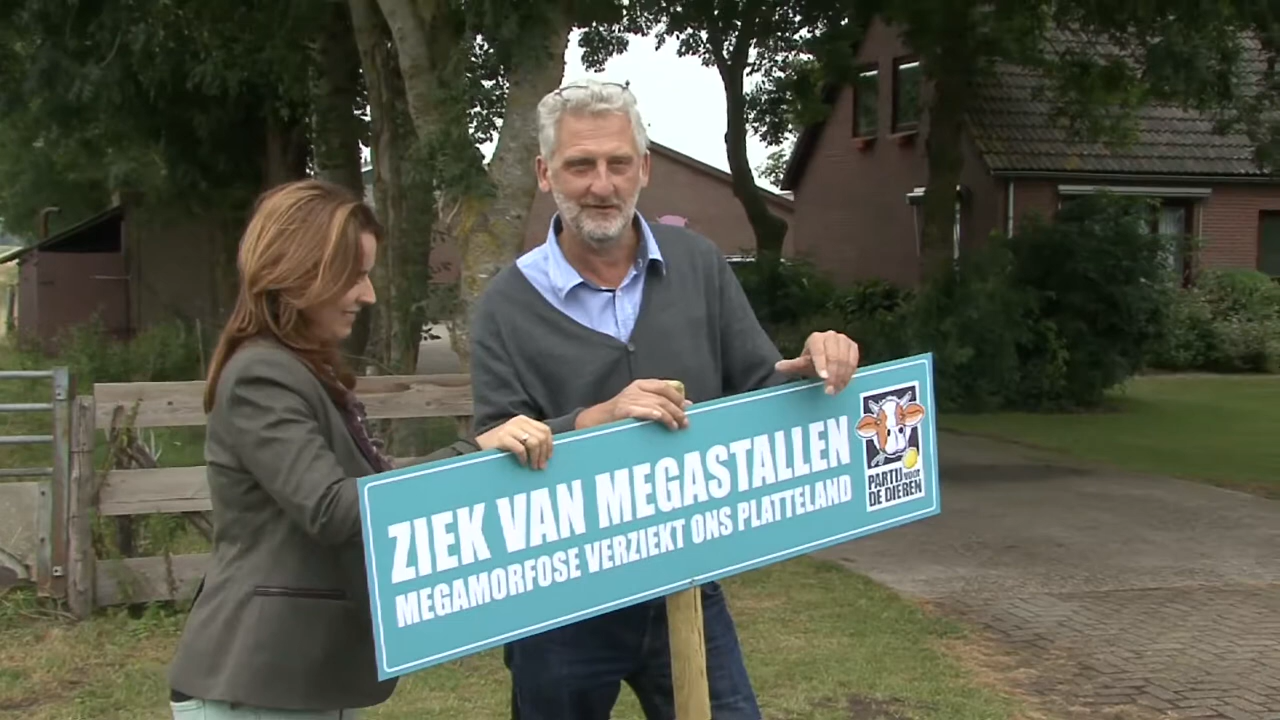 ZIEK VAN MEGASTALLEN
MEGAMORFOSE VERZIEKT ONS PLATTELAND
PARTIJ voor
DE DIEREN